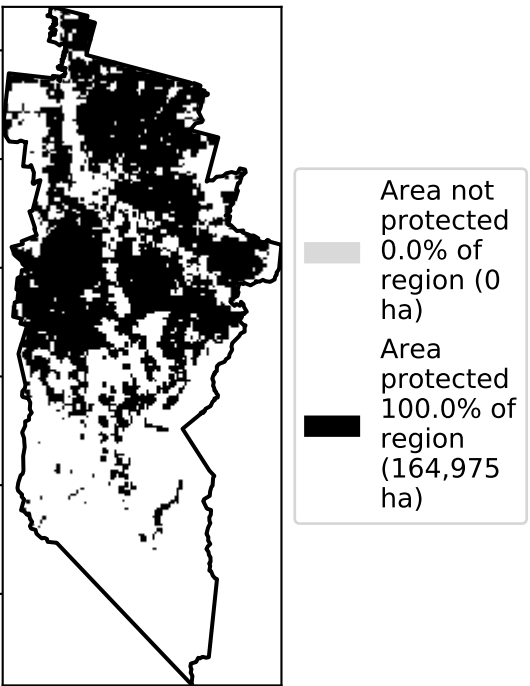 Area not
protected
0.0% of
region (0
ha)
Area
protected
100.0% of
region
(164,975
ha)